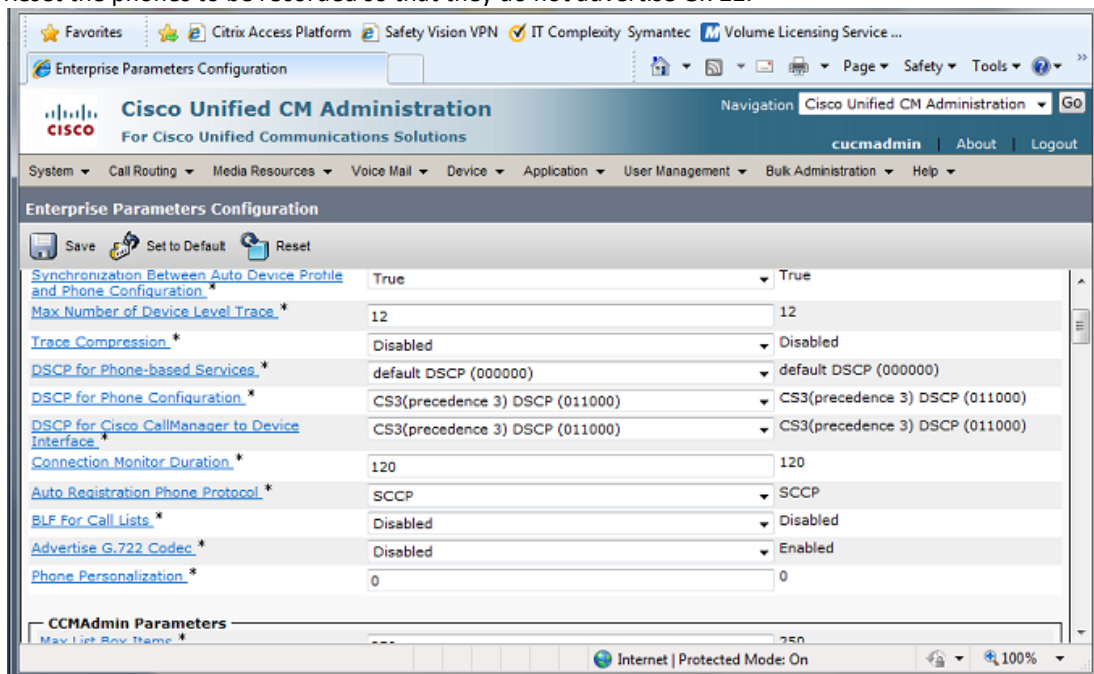 Favorites Citrix Access Platform Safety Vision VPN IT Complexity Symantec Volume Licensing Service ...
Enterprise Parameters Configuration Page Safety Tools
CISCO Cisco Unified CM Administration Navigation Cisco Unified CM Administration Go
For Cisco Unified Communications Solutions cucmadmin | About | Logout
System Call Routing Media Resources Voice Mail Device Application User Management Bulk Administration Help
Enterprise Parameters Configuration
Save Set to Default Reset
Synchronization Between Auto Device Profile and Phone Configuration * True True
Max Number of Device Level Trace * 12 12
Trace Compression * Disabled Disabled
DSCP for Phone-based Services * default DSCP (000000) default DSCP (000000)
DSCP for Phone Configuration * CS3(precedence 3) DSCP (011000) CS3(precedence 3) DSCP (011000)
DSCP for Cisco CallManager to Device Interface * CS3(precedence 3) DSCP (011000) CS3(precedence 3) DSCP (011000)
Connection Monitor Duration * 120 120
Auto Registration Phone Protocol * SCCP SCCP
BLF For Call Lists * Disabled Disabled
Advertise G.722 Codec * Disabled Enabled
Phone Personalization * 0 0
CCMAdmin Parameters
Max List Box Items * 250
Internet | Protected Mode: On 100%